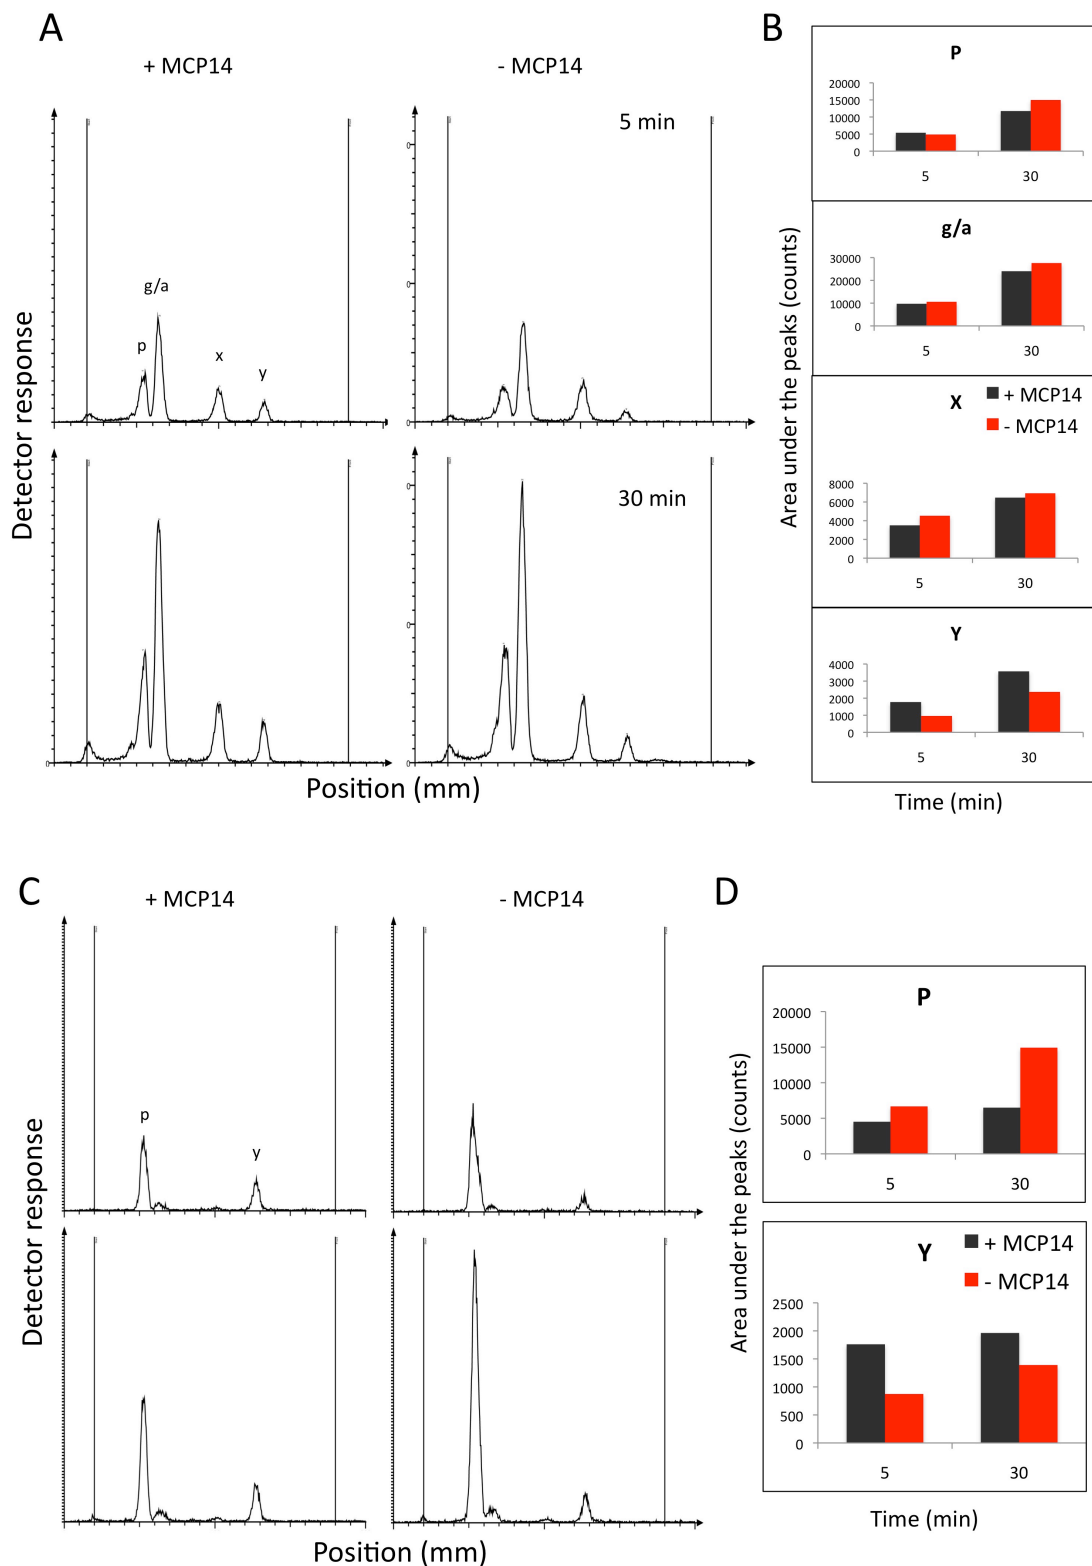 A
+ MCP14
- MCP14
5 min
g/a
p
x
y
30 min
Detector response
Position (mm)
B
P
20000
15000
10000
5000
0
5
30
g/a
30000
20000
10000
0
5
30
X
+ MCP14
- MCP14
8000
6000
4000
2000
0
5
30
Y
4000
3000
2000
1000
0
5
30
Area under the peaks (counts)
Time (min)
C
+ MCP14
- MCP14
p
y
Detector response
Position (mm)
D
P
20000
15000
10000
5000
0
5
30
Y
+ MCP14
- MCP14
2500
2000
1500
1000
500
0
5
30
Area under the peaks (counts)
Time (min)